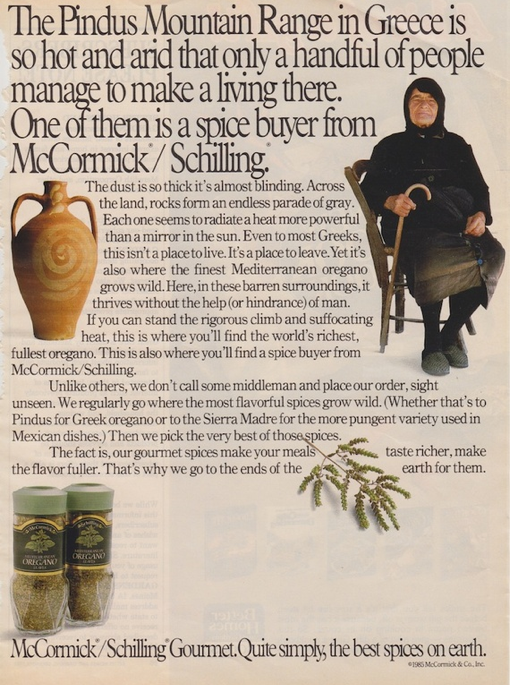 The Pindus Mountain Range in Greece is
so hot and arid that only a handful of people
manage to make a living there.
One of them is a spice buyer from
McCormick®/ Schilling.®
The dust is so thick it's almost blinding. Across
the land, rocks form an endless parade of gray.
Each one seems to radiate a heat more powerful
than a mirror in the sun. Even to most Greeks,
this isn't a place to live. It's a place to leave. Yet it's
also where the finest Mediterranean oregano
grows wild. Here, in these barren surroundings, it
thrives without the help (or hindrance) of man.
If you can stand the rigorous climb and suffocating
heat, this is where you'll find the world's richest,
fullest oregano. This is also where you'll find a spice buyer from
McCormick/Schilling.
Unlike others, we don't call some middleman and place our order, sight
unseen. We regularly go where the most flavorful spices grow wild. (Whether that's to
Pindus for Greek oregano or to the Sierra Madre for the more pungent variety used in
Mexican dishes.) Then we pick the very best of those spices.
The fact is, our gourmet spices make your meals taste richer, make
the flavor fuller. That's why we go to the ends of the earth for them.
McCormick
OREGANO
Schilling
OREGANO
McCormick®/Schilling® Gourmet. Quite simply, the best spices on earth.
©1985 McCormick & Co., Inc.